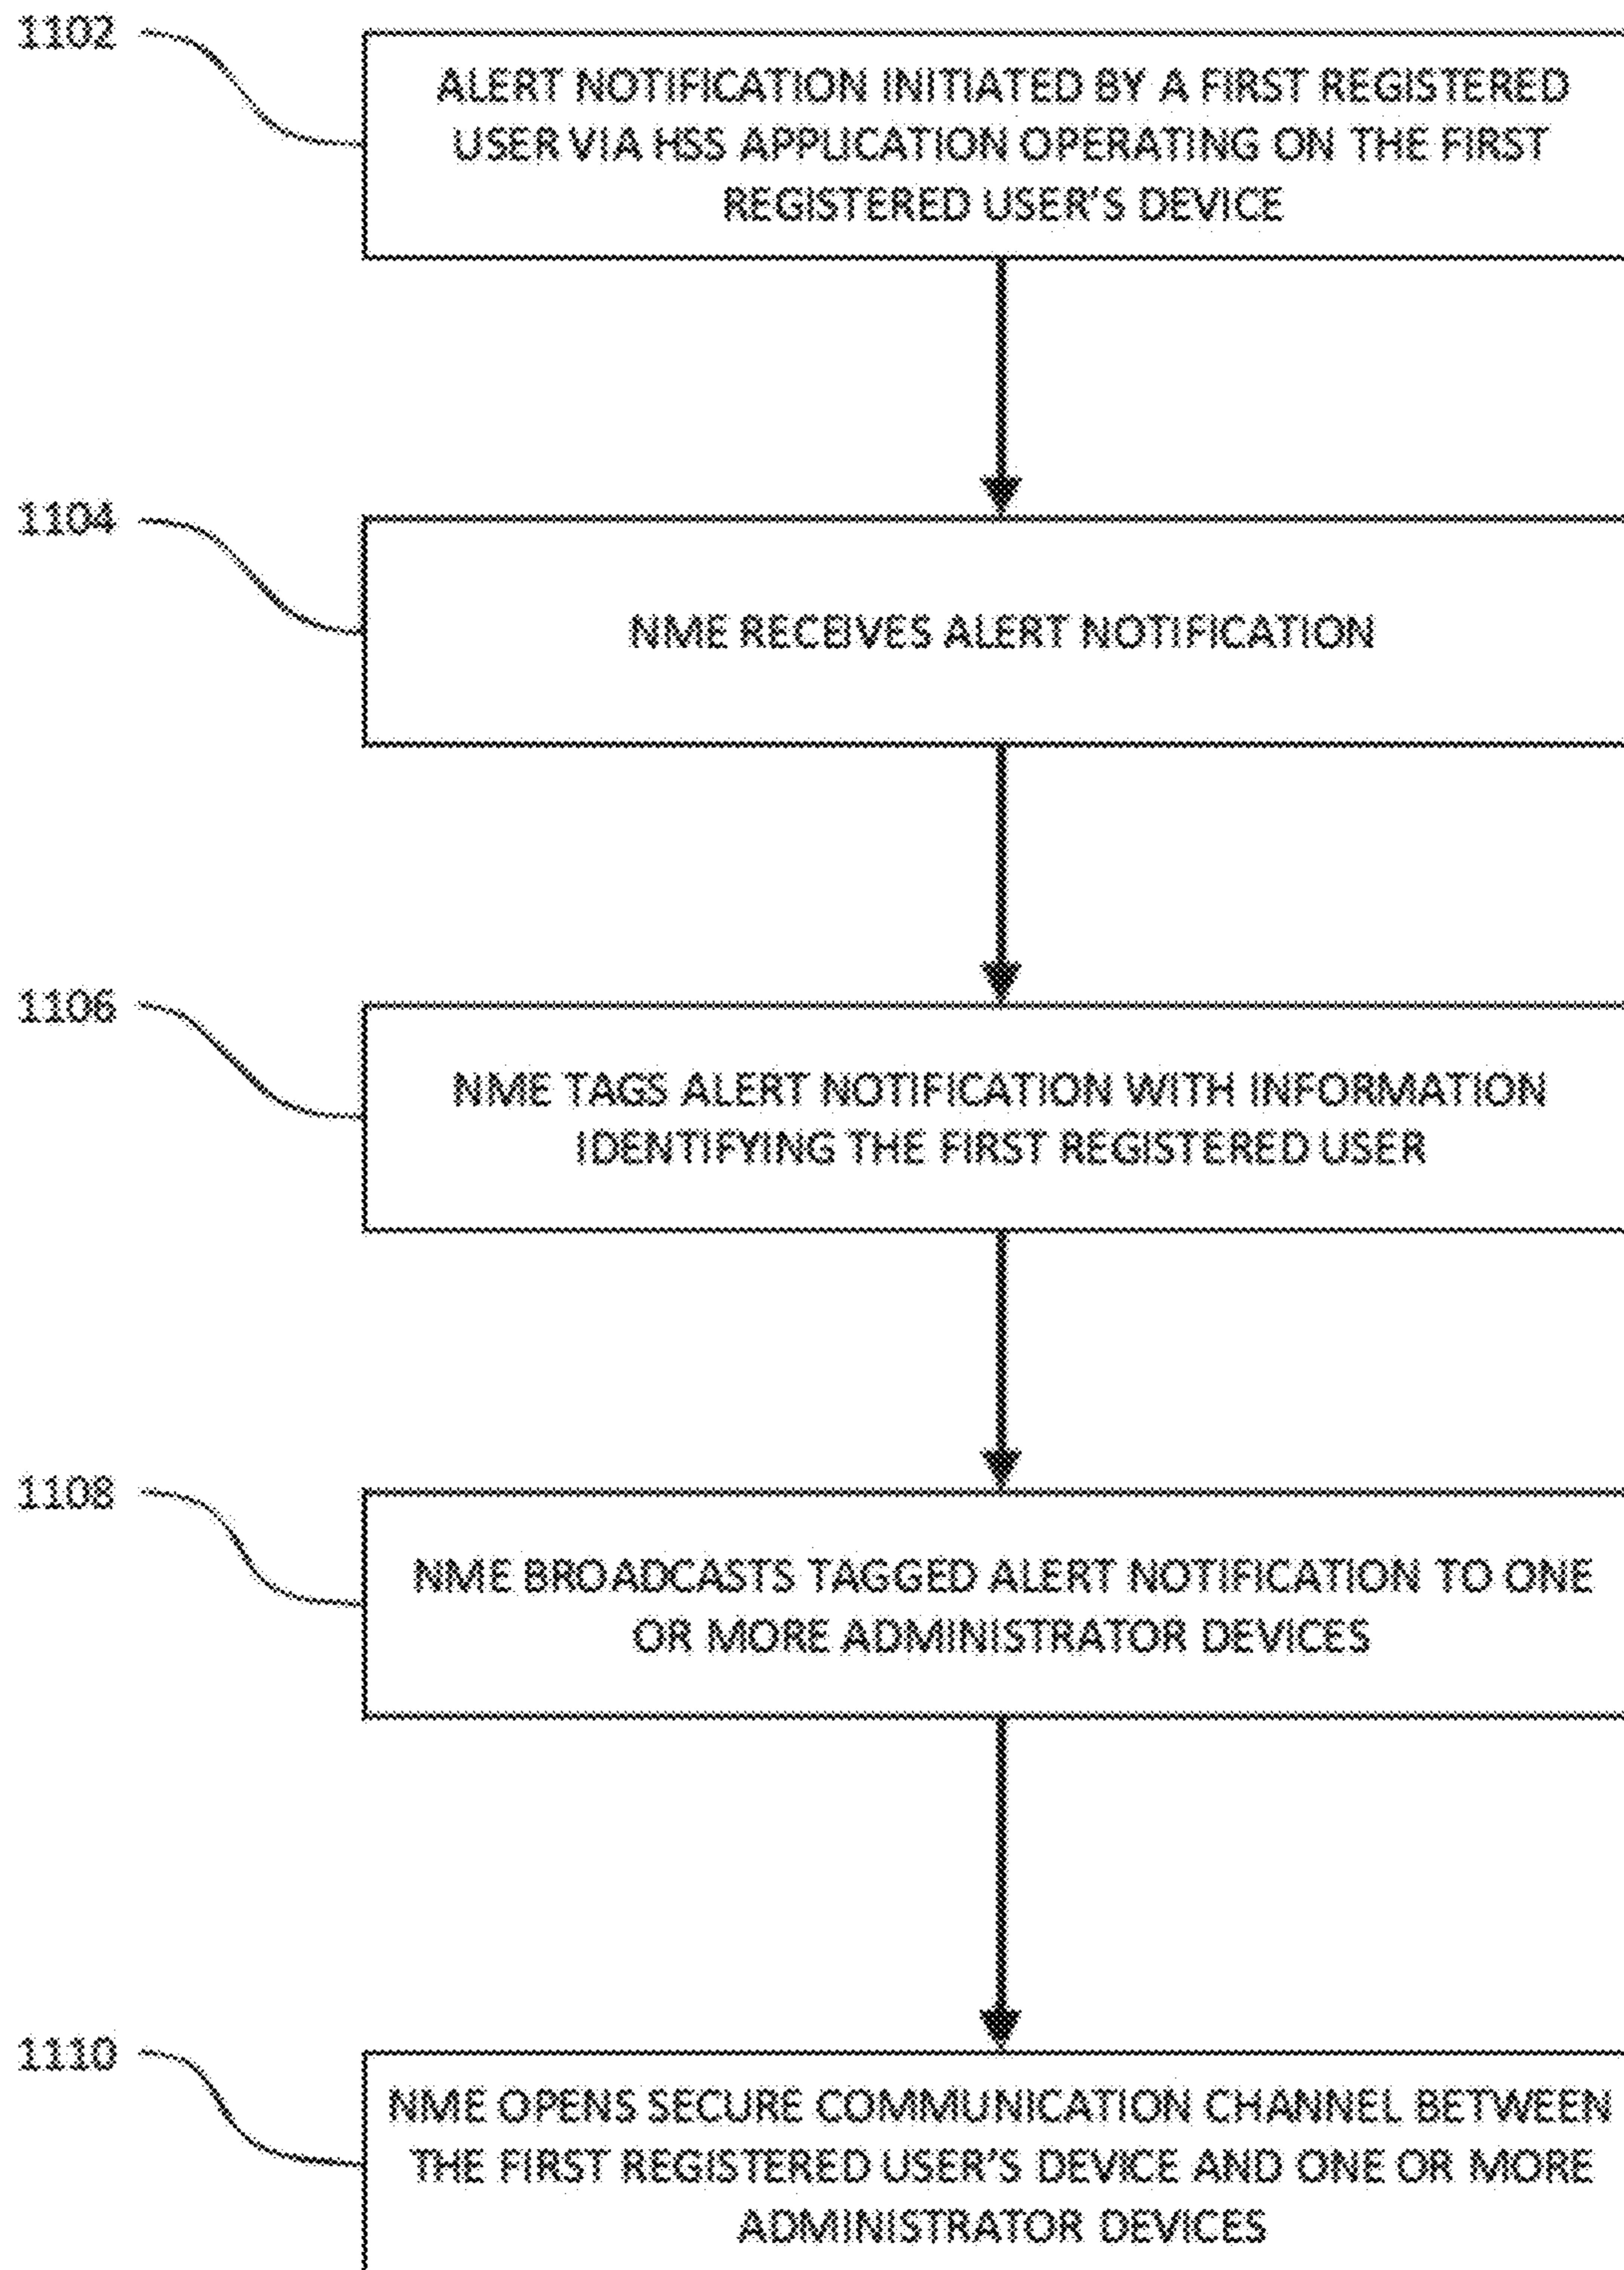 1102
ALERT NOTIFICATION INITIATED BY A FIRST REGISTERED
USER VIA HSS APPLICATION OPERATING ON THE FIRST
REGISTERED USER'S DEVICE
1104
NME RECEIVES ALERT NOTIFICATION
1106
NME TAGS ALERT NOTIFICATION WITH INFORMATION
IDENTIFYING THE FIRST REGISTERED USER
1108
NME BROADCASTS TAGGED ALERT NOTIFICATION TO ONE
OR MORE ADMINISTRATOR DEVICES
1110
NME OPENS SECURE COMMUNICATION CHANNEL BETWEEN
THE FIRST REGISTERED USER'S DEVICE AND ONE OR MORE
ADMINISTRATOR DEVICES